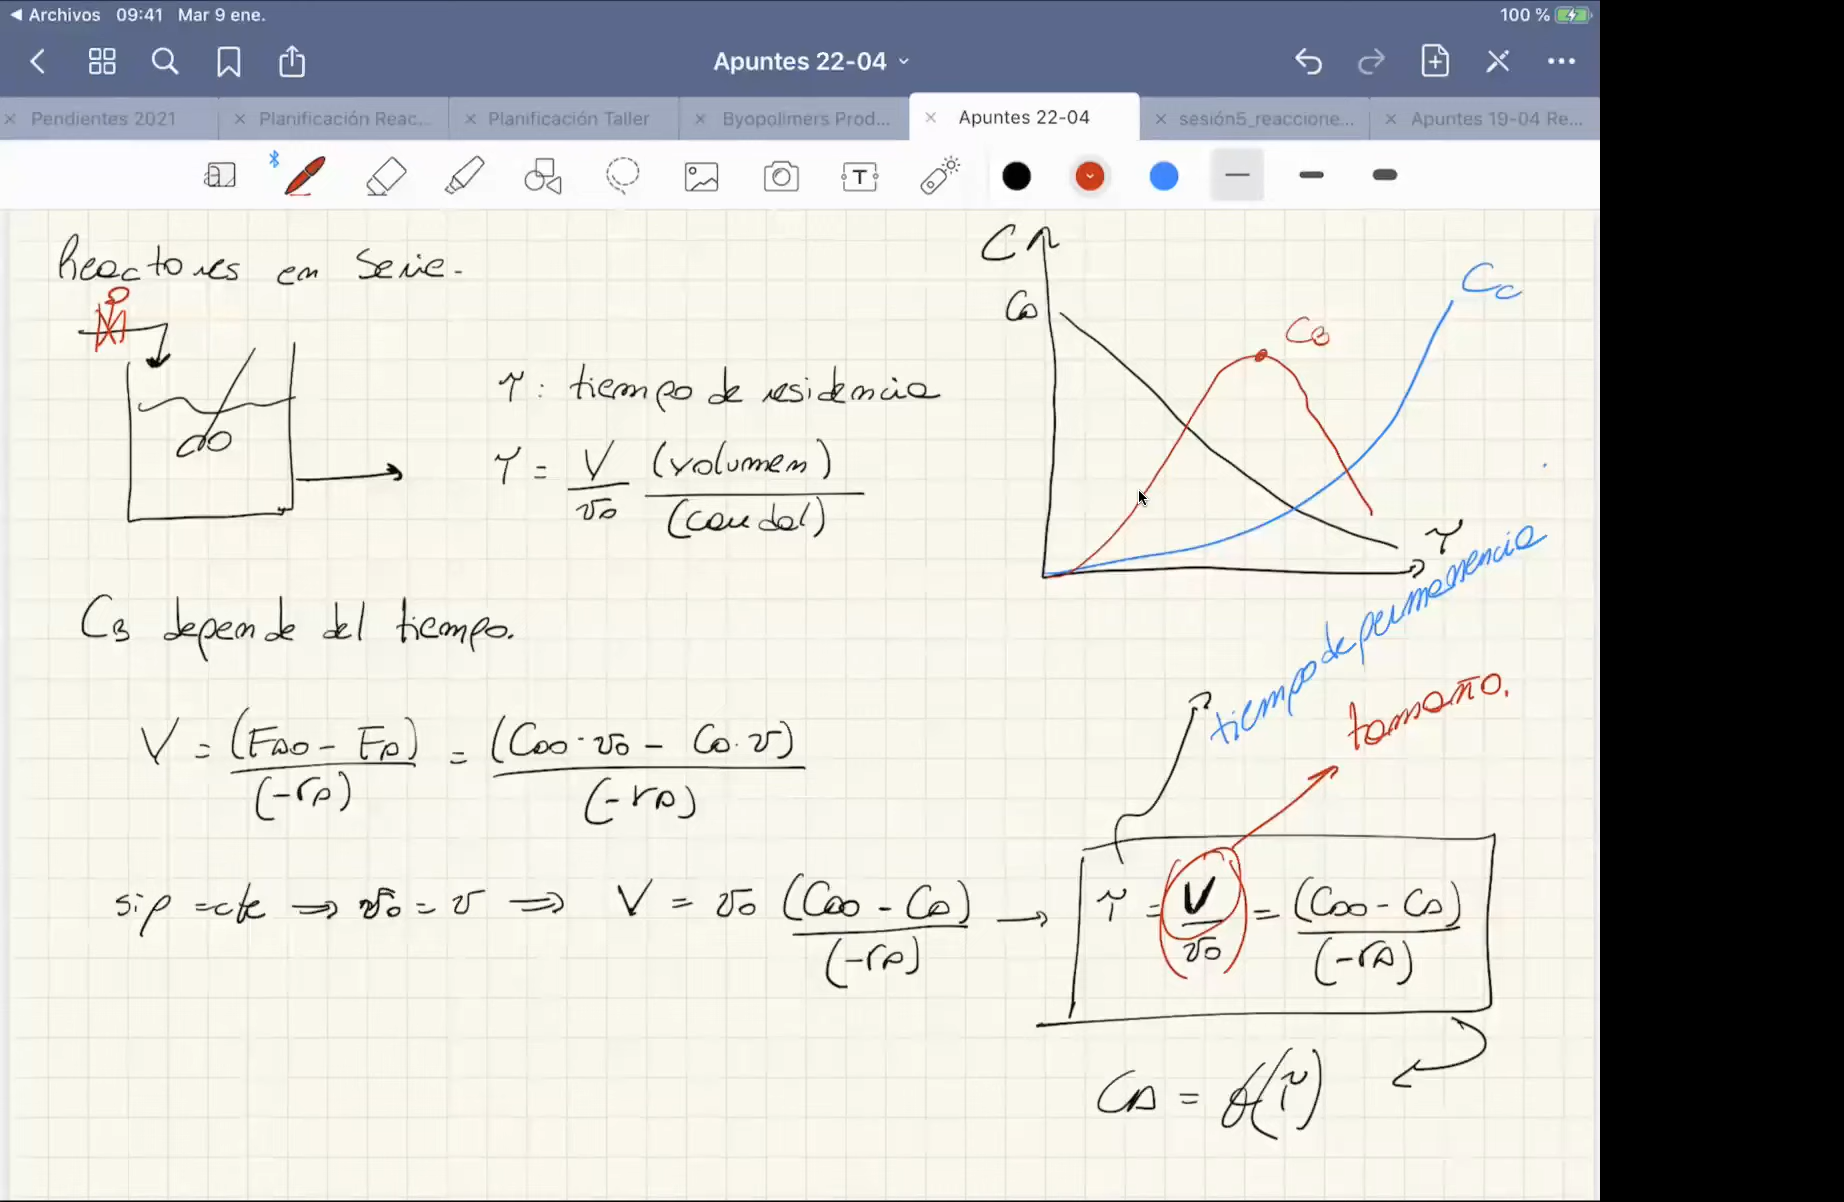 Archivos 09:41 Mar 9 ene. 100 %
Apuntes 22-04
Pendientes 2021 Planificación Reac... Planificación Taller Byopolimers Prod... Apuntes 22-04 sesión5_reaccione... Apuntes 19-04 Re...
T
Reactores en Serie.
C
CA
CB
Cc
τ
τ: tiempo de residencia
τ = V/v0 (volumen)/(caudal)
CB depende del tiempo.
tiempo de permanencia
tamaño.
V = (FA0 - FA)/(-rA) = (CA0·v0 - CA·v)/(-rA)
si ρ = cte ⇒ v0 = v ⇒ V = v0 (CA0 - CA)/(-rA) → τ = V/v0 = (CA0 - CA)/(-rA)
CA = f(τ)